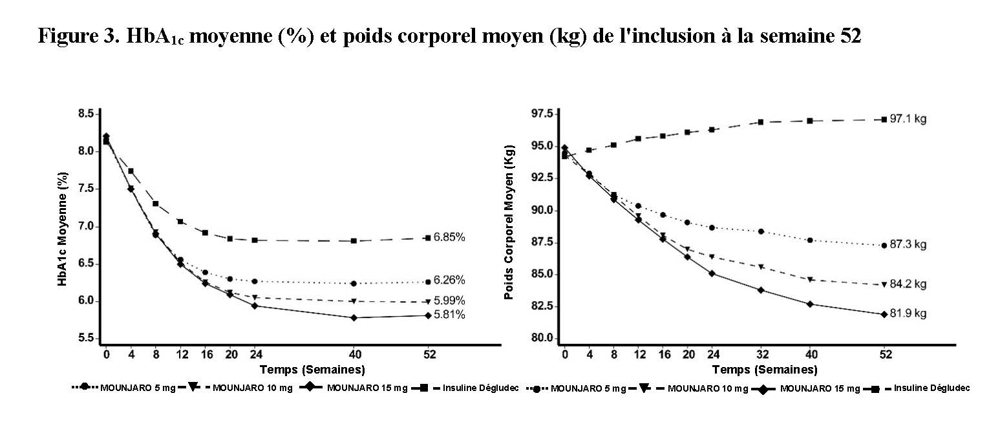 Figure 3. HbA1c moyenne (%) et poids corporel moyen (kg) de l'inclusion à la semaine 52
HbA1c Moyenne (%)
8.5
8.0
7.5
7.0
6.5
6.0
5.5
6.85%
6.26%
5.99%
5.81%
0 4 8 12 16 20 24 40 52
Temps (Semaines)
MOUNJARO 5 mg MOUNJARO 10 mg MOUNJARO 15 mg Insuline Dégludec
Poids Corporel Moyen (Kg)
97.5
95.0
92.5
90.0
87.5
85.0
82.5
80.0
97.1 kg
87.3 kg
84.2 kg
81.9 kg
0 4 8 12 16 20 24 32 40 52
Temps (Semaines)
MOUNJARO 5 mg MOUNJARO 10 mg MOUNJARO 15 mg Insuline Dégludec